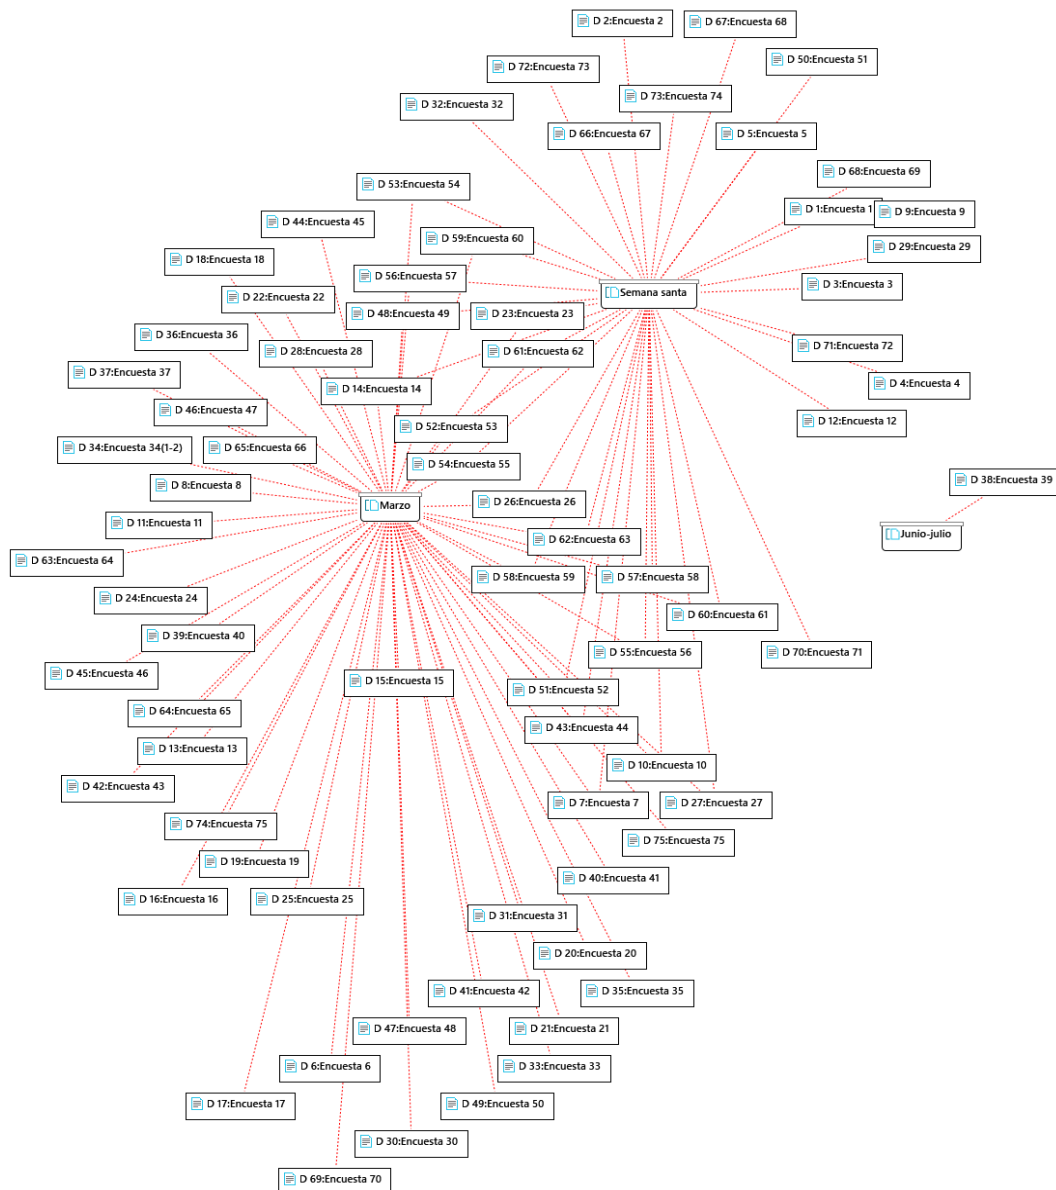 D 2:Encuesta 2
D 67:Encuesta 68
D 50:Encuesta 51
D 72:Encuesta 73
D 73:Encuesta 74
D 32:Encuesta 32
D 66:Encuesta 67
D 5:Encuesta 5
D 68:Encuesta 69
D 53:Encuesta 54
D 1:Encuesta 1
D 9:Encuesta 9
D 44:Encuesta 45
D 59:Encuesta 60
D 29:Encuesta 29
D 18:Encuesta 18
D 56:Encuesta 57
D 3:Encuesta 3
Semana santa
D 22:Encuesta 22
D 48:Encuesta 49
D 23:Encuesta 23
D 36:Encuesta 36
D 28:Encuesta 28
D 61:Encuesta 62
D 71:Encuesta 72
D 37:Encuesta 37
D 14:Encuesta 14
D 4:Encuesta 4
D 46:Encuesta 47
D 52:Encuesta 53
D 12:Encuesta 12
D 34:Encuesta 34(1-2)
D 65:Encuesta 66
D 54:Encuesta 55
D 8:Encuesta 8
D 38:Encuesta 39
Marzo
D 26:Encuesta 26
D 11:Encuesta 11
D 62:Encuesta 63
Junio-julio
D 63:Encuesta 64
D 58:Encuesta 59
D 57:Encuesta 58
D 24:Encuesta 24
D 60:Encuesta 61
D 39:Encuesta 40
D 55:Encuesta 56
D 70:Encuesta 71
D 45:Encuesta 46
D 15:Encuesta 15
D 51:Encuesta 52
D 64:Encuesta 65
D 43:Encuesta 44
D 13:Encuesta 13
D 10:Encuesta 10
D 42:Encuesta 43
D 7:Encuesta 7
D 27:Encuesta 27
D 74:Encuesta 75
D 75:Encuesta 75
D 19:Encuesta 19
D 40:Encuesta 41
D 16:Encuesta 16
D 25:Encuesta 25
D 31:Encuesta 31
D 20:Encuesta 20
D 41:Encuesta 42
D 35:Encuesta 35
D 47:Encuesta 48
D 21:Encuesta 21
D 6:Encuesta 6
D 33:Encuesta 33
D 17:Encuesta 17
D 49:Encuesta 50
D 30:Encuesta 30
D 69:Encuesta 70